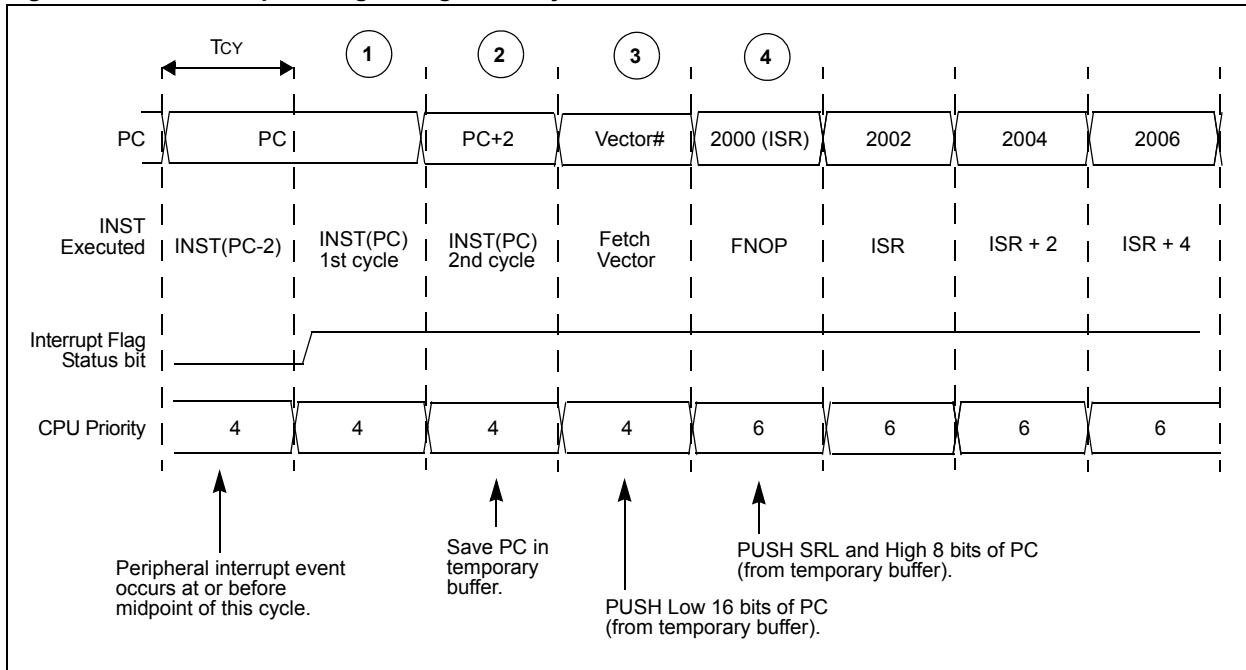 TCY
1
2
3
4
PC
PC
PC+2
Vector#
2000 (ISR)
2002
2004
2006
INST
Executed
INST(PC-2)
INST(PC)
1st cycle
INST(PC)
2nd cycle
Fetch
Vector
FNOP
ISR
ISR + 2
ISR + 4
Interrupt Flag
Status bit
CPU Priority
4
4
4
4
6
6
6
6
Peripheral interrupt event
occurs at or before
midpoint of this cycle.
Save PC in
temporary
buffer.
PUSH Low 16 bits of PC
(from temporary buffer).
PUSH SRL and High 8 bits of PC
(from temporary buffer).